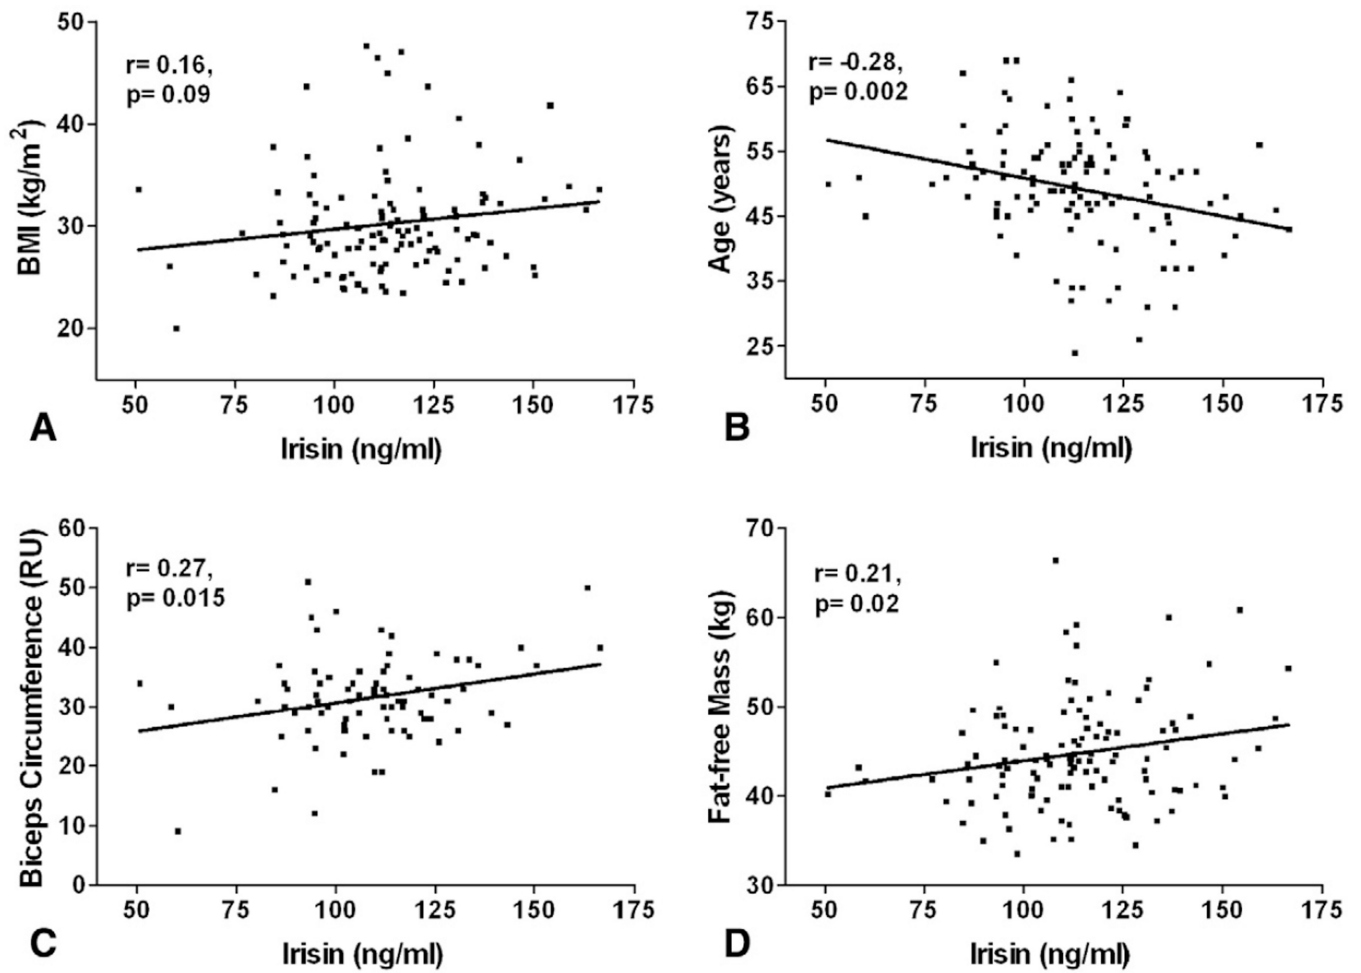 50
40
30
20
BMI (kg/m2)
r= 0.16,
p= 0.09
50 75 100 125 150 175
Irisin (ng/ml)
A
75
65
55
45
35
25
Age (years)
r= -0.28,
p= 0.002
50 75 100 125 150 175
Irisin (ng/ml)
B
60
50
40
30
20
10
0
Biceps Circumference (RU)
r= 0.27,
p= 0.015
50 75 100 125 150 175
Irisin (ng/ml)
C
70
60
50
40
30
Fat-free Mass (kg)
r= 0.21,
p= 0.02
50 75 100 125 150 175
Irisin (ng/ml)
D